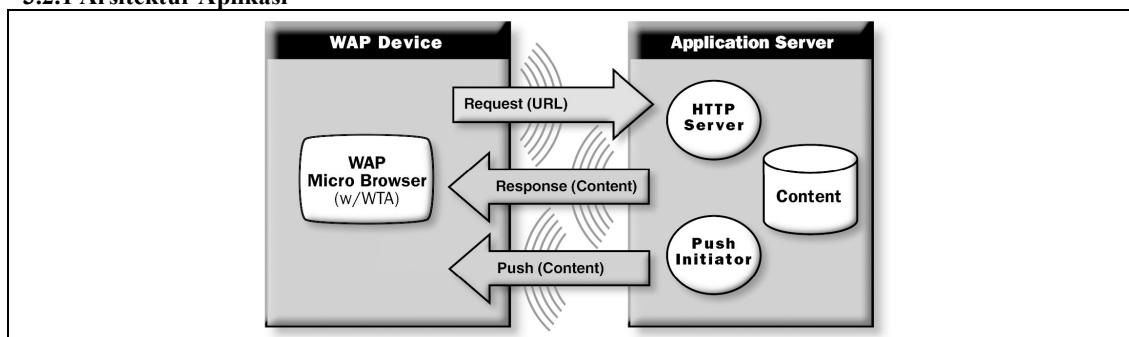 3.2.1 Arsitektur Aplikasi
WAP Device
Application Server
Request (URL)
HTTP
Server
WAP
Micro Browser
(w/WTA)
Response (Content)
Content
Push
Initiator
Push (Content)